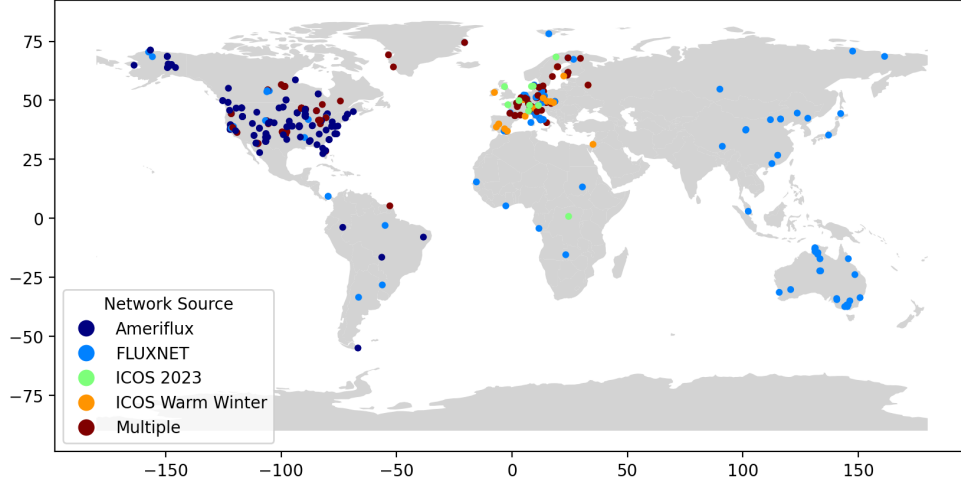 75
50
25
0
−25
−50
−75
Network Source
Ameriflux
FLUXNET
ICOS 2023
ICOS Warm Winter
Multiple
−150
−100
−50
0
50
100
150